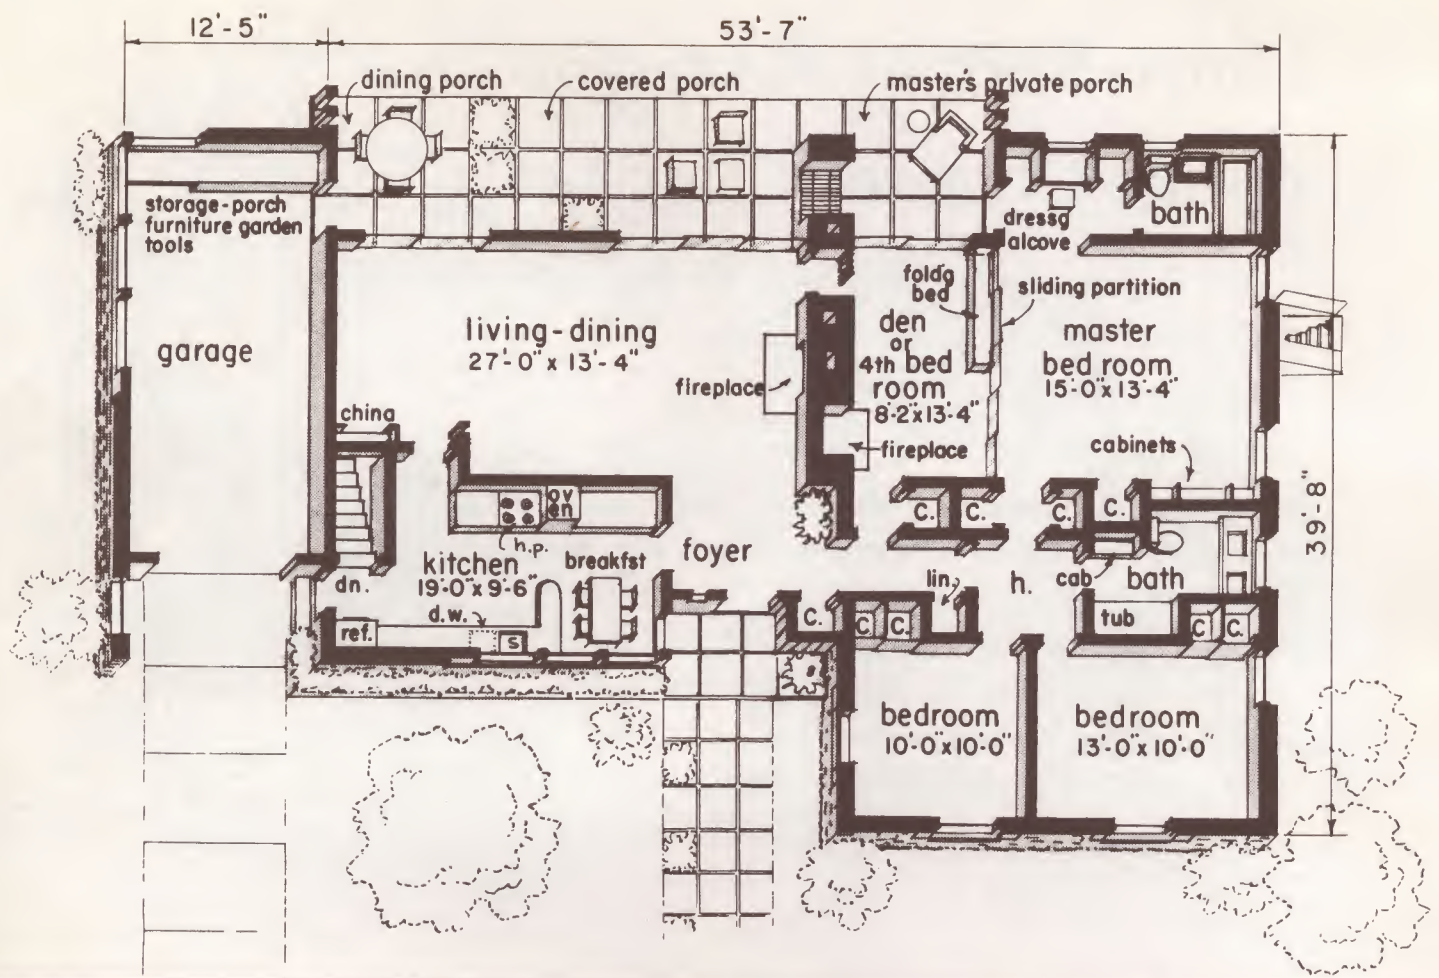 12'-5"
53'-7"
dining porch
covered porch
master's private porch
storage-porch
furniture garden
tools
dressg
alcove
bath
fold'g
bed
sliding partition
living-dining
27'-0" x 13'-4"
garage
den
or
4th bed
room
8'-2"x13'-4"
master
bed room
15'-0"x13'-4"
fireplace
china
fireplace
cabinets
39'-8"
ov
en
C.
C.
C.
C.
h.p.
kitchen
19'-0"x9'-6"
breakfst
foyer
dn.
lin.
h.
cab
bath
d.w.
ref.
S
C.
C
C.
tub
C
C.
bedroom
10'-0"x10'-0"
bedroom
13'-0"x10'-0"